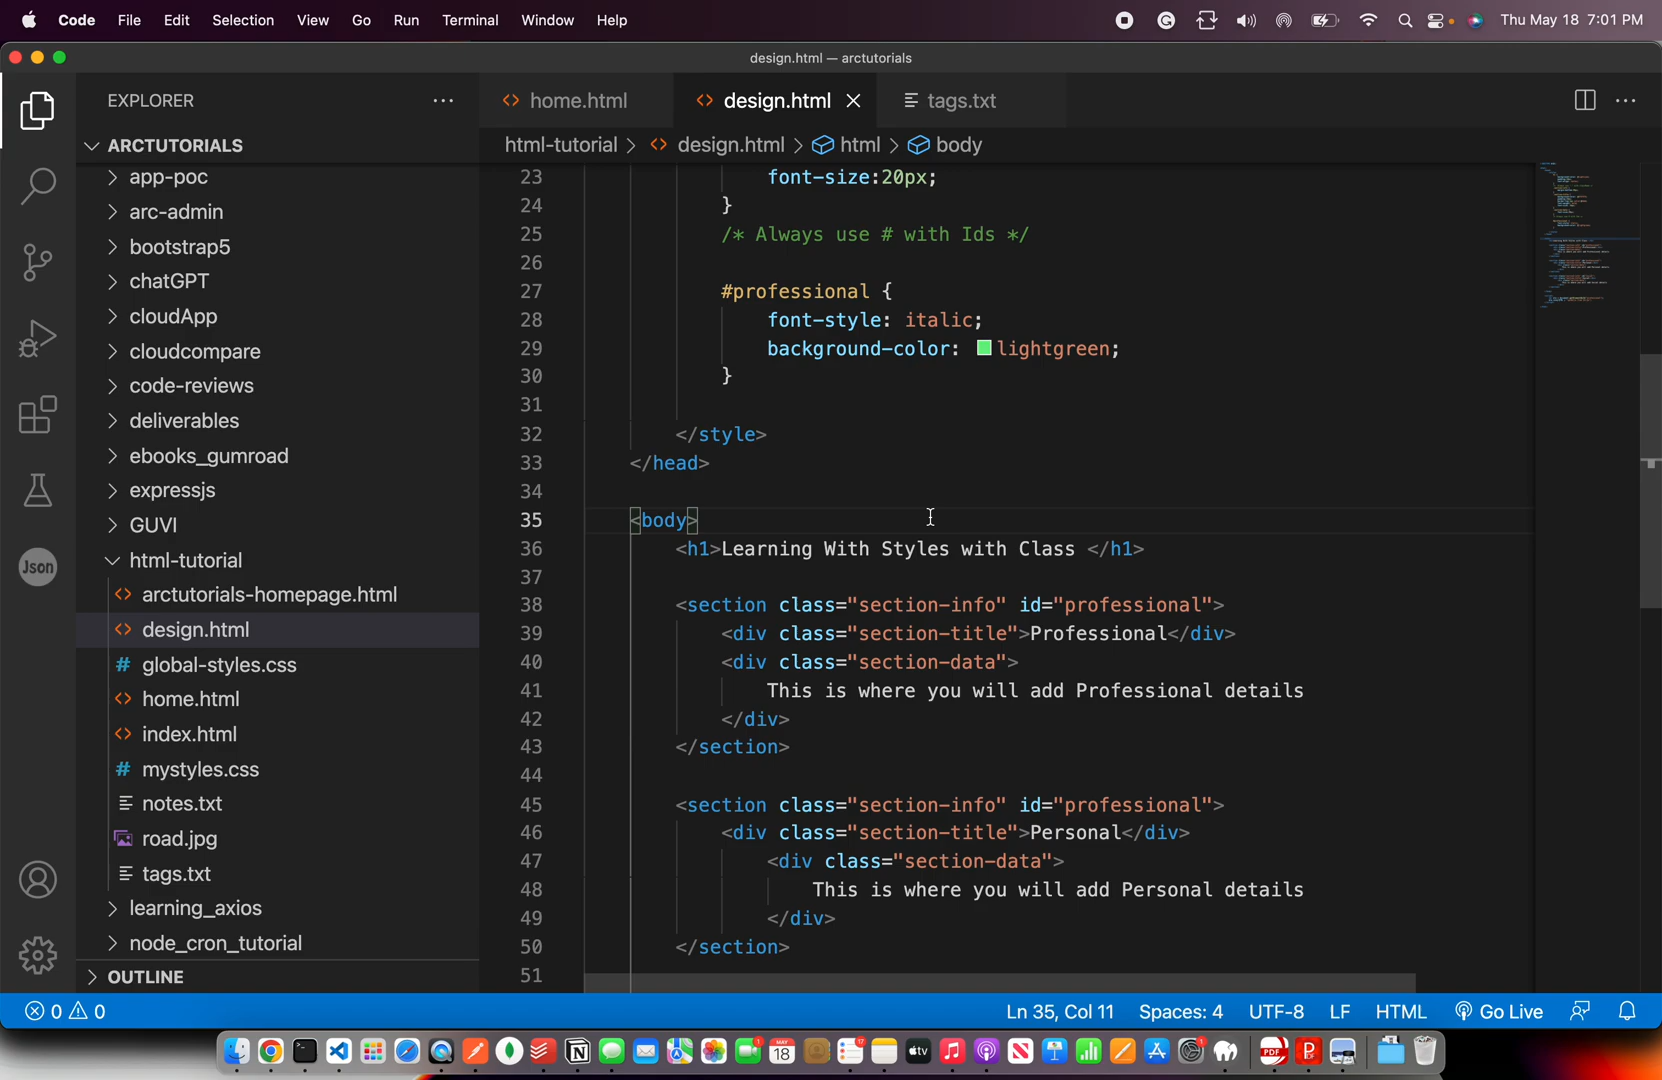 Code File Edit Selection View Go Run Terminal Window Help Thu May 18 7:01 PM
design.html — arctutorials
EXPLORER
ARCTUTORIALS
app-poc
arc-admin
bootstrap5
chatGPT
cloudApp
cloudcompare
code-reviews
deliverables
ebooks_gumroad
expressjs
GUVI
html-tutorial
arctutorials-homepage.html
design.html
# global-styles.css
home.html
index.html
# mystyles.css
notes.txt
road.jpg
tags.txt
learning_axios
node_cron_tutorial
OUTLINE
Json
home.html design.html tags.txt
html-tutorial > design.html > html > body
23 font-size:20px;
24 }
25 /* Always use # with Ids */
26
27 #professional {
28 font-style: italic;
29 background-color: lightgreen;
30 }
31
32 </style>
33 </head>
34
35 <body>
36 <h1>Learning With Styles with Class </h1>
37
38 <section class="section-info" id="professional">
39 <div class="section-title">Professional</div>
40 <div class="section-data">
41 This is where you will add Professional details
42 </div>
43 </section>
44
45 <section class="section-info" id="professional">
46 <div class="section-title">Personal</div>
47 <div class="section-data">
48 This is where you will add Personal details
49 </div>
50 </section>
51
0 0 Ln 35, Col 11 Spaces: 4 UTF-8 LF HTML Go Live